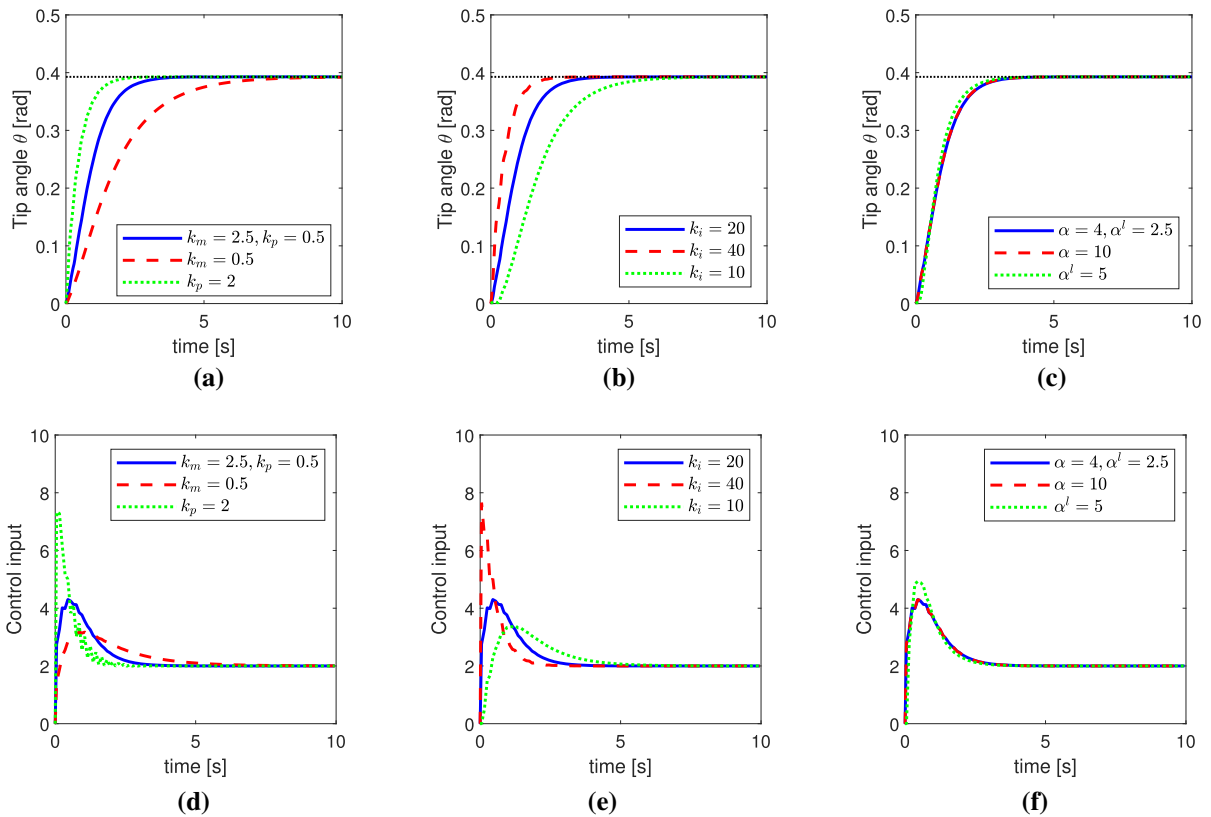 0.5
0.4
0.3
0.2
0.1
0
Tip angle θ [rad]
k_m = 2.5, k_p = 0.5
k_m = 0.5
k_p = 2
0 5 10
time [s]
(a)
0.5
0.4
0.3
0.2
0.1
0
Tip angle θ [rad]
k_i = 20
k_i = 40
k_i = 10
0 5 10
time [s]
(b)
0.5
0.4
0.3
0.2
0.1
0
Tip angle θ [rad]
α = 4, α^l = 2.5
α = 10
α^l = 5
0 5 10
time [s]
(c)
10
8
6
4
2
0
Control input
k_m = 2.5, k_p = 0.5
k_m = 0.5
k_p = 2
0 5 10
time [s]
(d)
10
8
6
4
2
0
Control input
k_i = 20
k_i = 40
k_i = 10
0 5 10
time [s]
(e)
10
8
6
4
2
0
Control input
α = 4, α^l = 2.5
α = 10
α^l = 5
0 5 10
time [s]
(f)